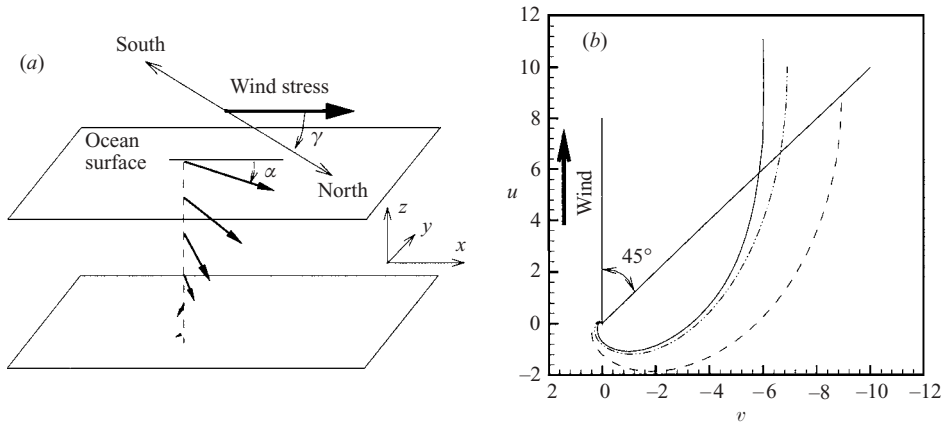 (a)
South
Wind stress
γ
Ocean
surface
α
North
z
y
x
(b)
12
10
8
6
4
2
0
−2
u
Wind
45°
2
0
−2
−4
−6
−8
−10
−12
v